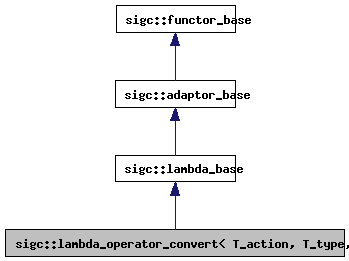 sigc::functor_base
sigc::adaptor_base
sigc::lambda_base
sigc::lambda_operator_convert< T_action, T_type,